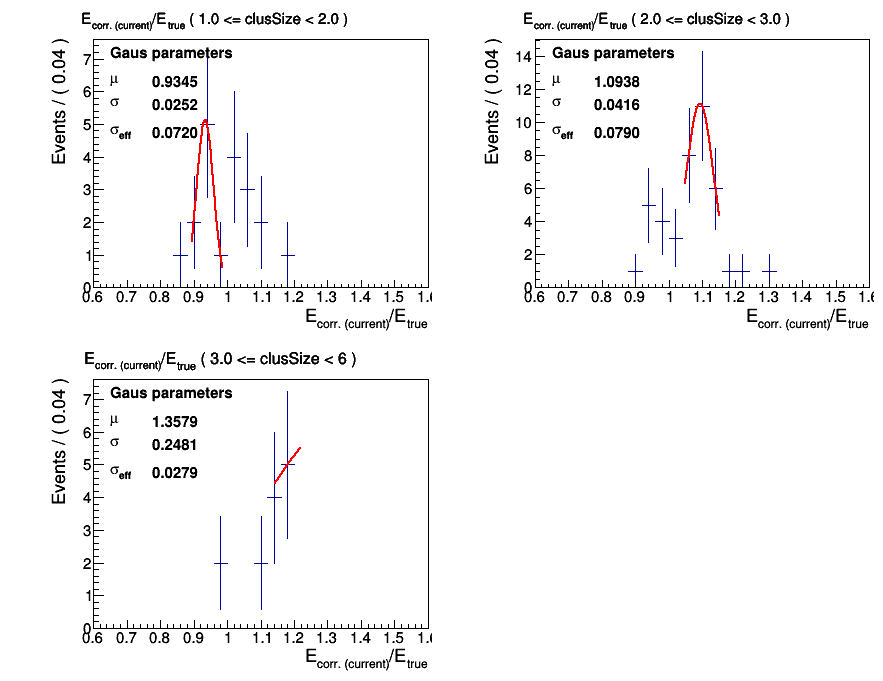 E_corr. (current)/E_true ( 1.0 <= clusSize < 2.0 )
Events / ( 0.04 )
Gaus parameters
μ 0.9345
σ 0.0252
σ_eff 0.0720
7
6
5
4
3
2
1
0
0.6 0.7 0.8 0.9 1 1.1 1.2 1.3 1.4 1.5 1.6
E_corr. (current)/E_true
E_corr. (current)/E_true ( 2.0 <= clusSize < 3.0 )
Events / ( 0.04 )
Gaus parameters
μ 1.0938
σ 0.0416
σ_eff 0.0790
14
12
10
8
6
4
2
0
0.6 0.7 0.8 0.9 1 1.1 1.2 1.3 1.4 1.5 1.6
E_corr. (current)/E_true
E_corr. (current)/E_true ( 3.0 <= clusSize < 6 )
Events / ( 0.04 )
Gaus parameters
μ 1.3579
σ 0.2481
σ_eff 0.0279
7
6
5
4
3
2
1
0
0.6 0.7 0.8 0.9 1 1.1 1.2 1.3 1.4 1.5 1.6
E_corr. (current)/E_true